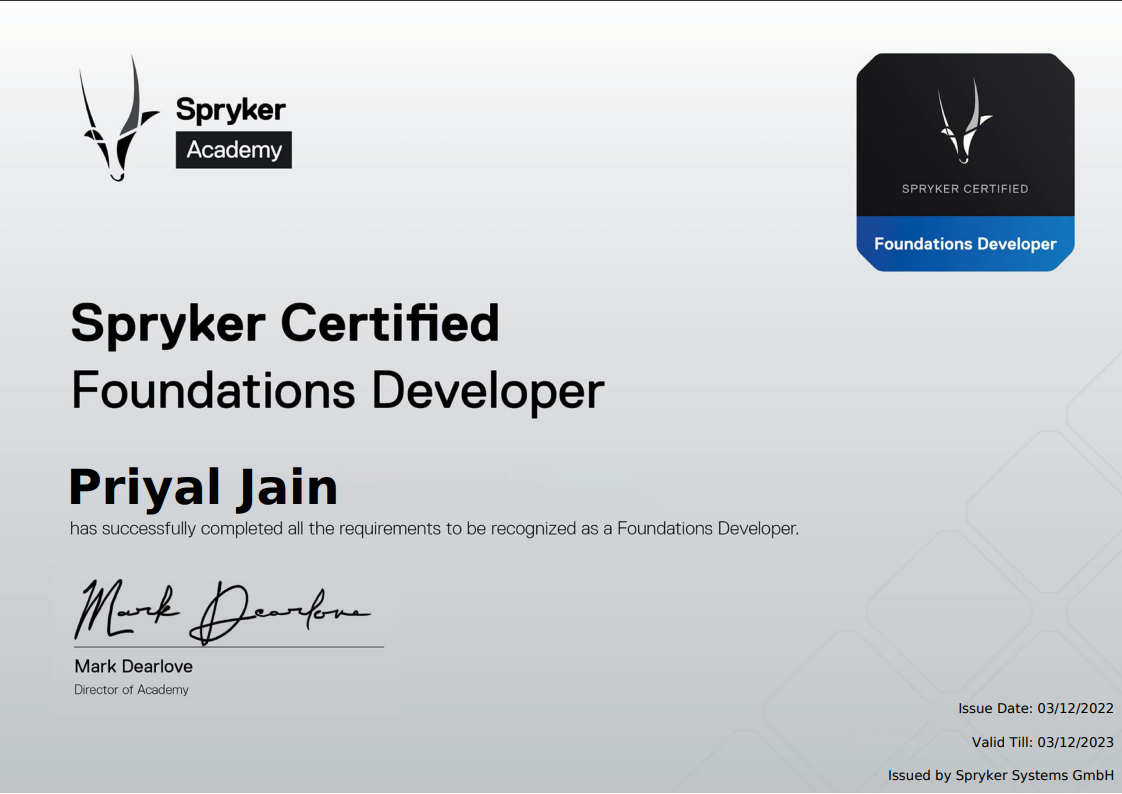 Spryker
Academy
SPRYKER CERTIFIED
Foundations Developer
Spryker Certified
Foundations Developer
Priyal Jain
has successfully completed all the requirements to be recognized as a Foundations Developer.
Mark Dearlove
Mark Dearlove
Director of Academy
Issue Date: 03/12/2022
Valid Till: 03/12/2023
Issued by Spryker Systems GmbH